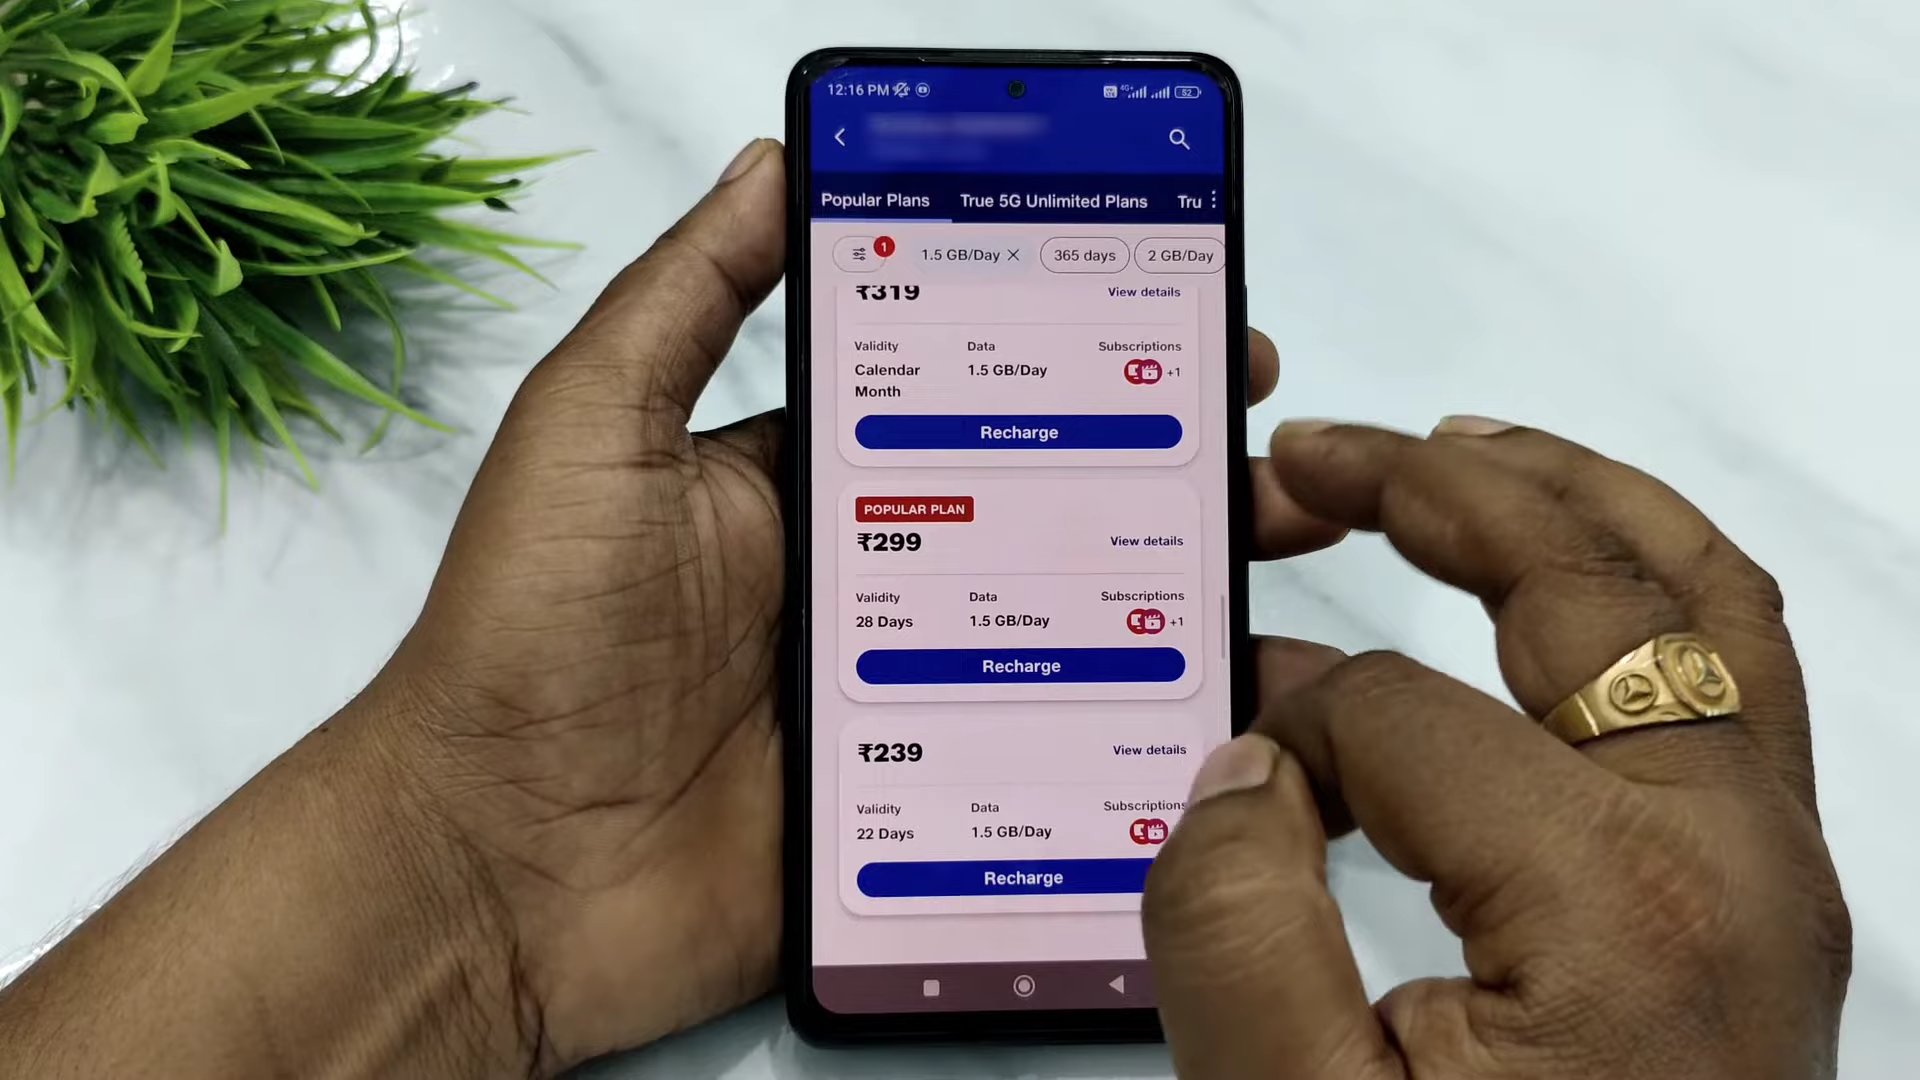 12:16 PM
4G+
52
Popular Plans True 5G Unlimited Plans Tru
1
1.5 GB/Day 365 days 2 GB/Day
₹319 View details
Validity Data Subscriptions
Calendar Month 1.5 GB/Day +1
Recharge
POPULAR PLAN
₹299 View details
Validity Data Subscriptions
28 Days 1.5 GB/Day +1
Recharge
₹239 View details
Validity Data Subscriptions
22 Days 1.5 GB/Day
Recharge